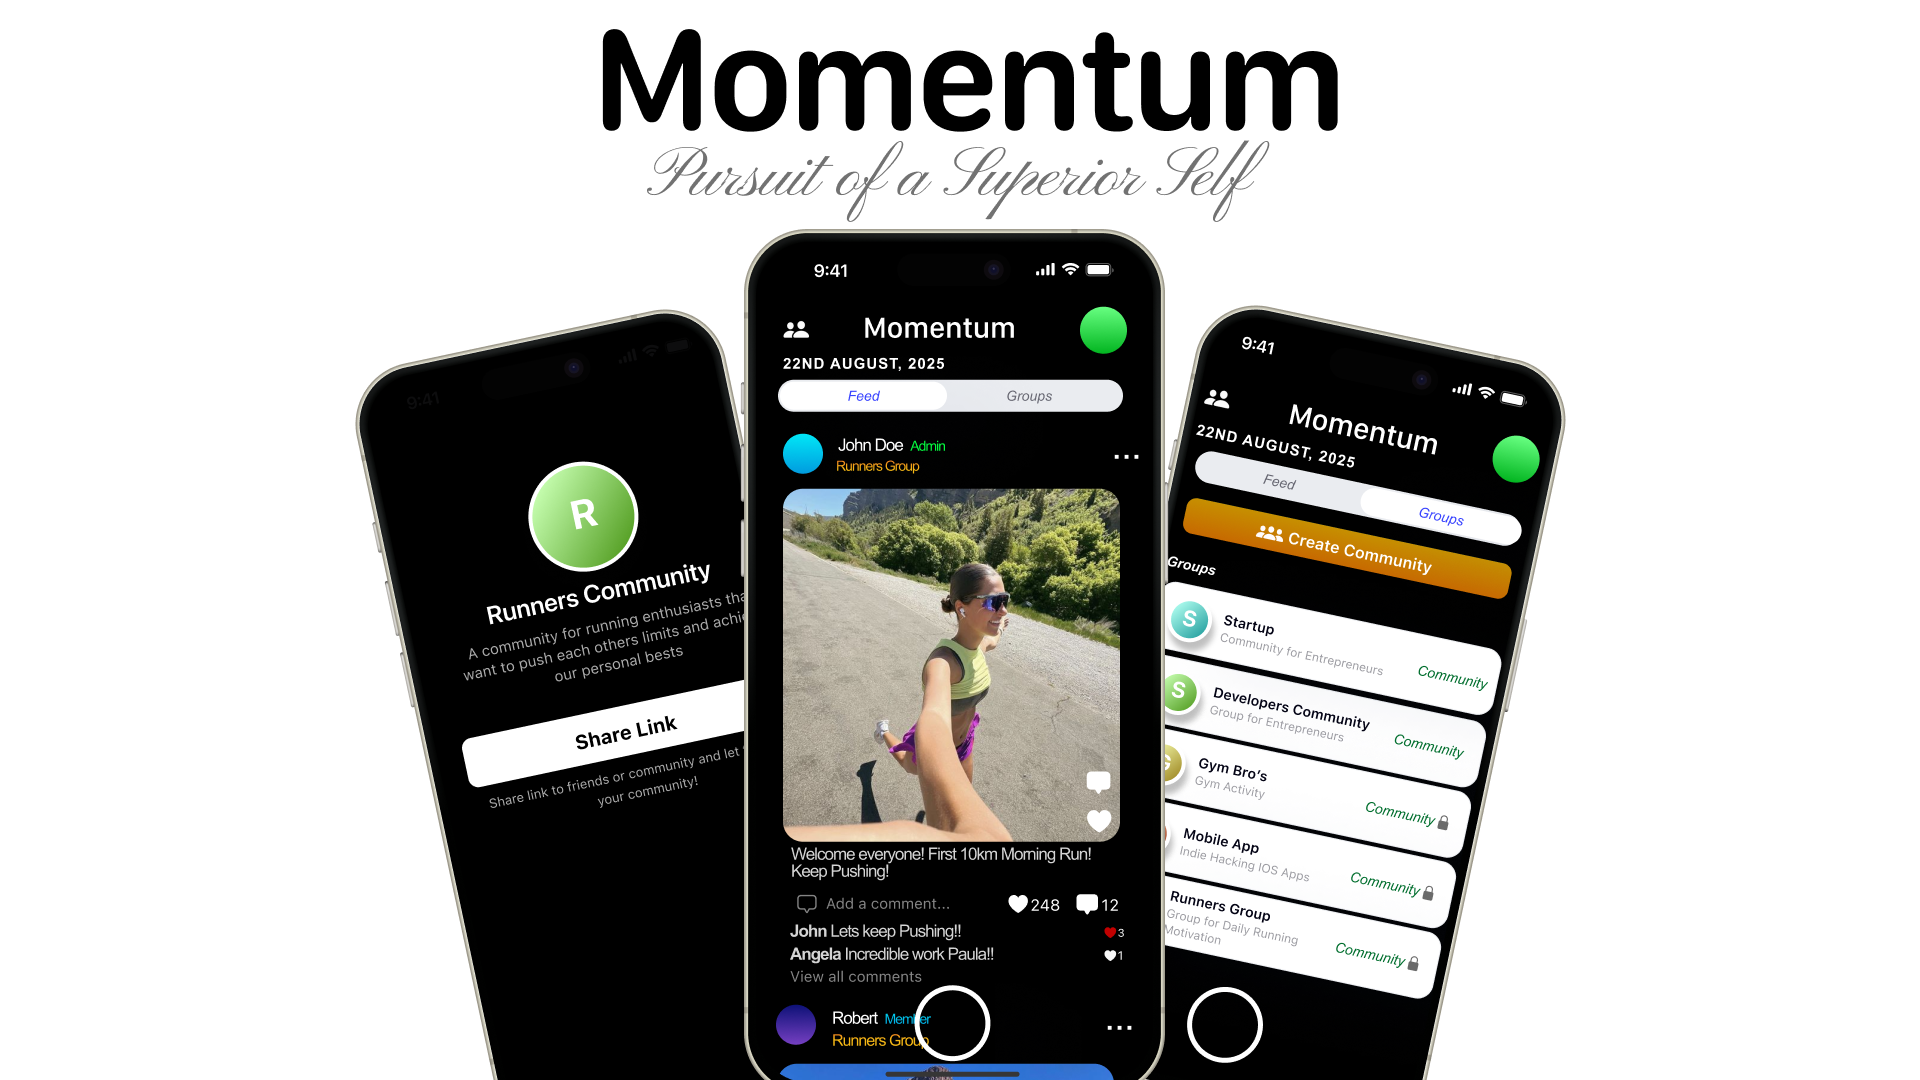 Momentum
Pursuit of a Superior Self
R
Runners Community
A community for running enthusiasts
want to push each others limits and
our personal bests
Share Link
Share link to friends or community and let
your community!
9:41
Momentum
22ND AUGUST, 2025
Feed Groups
John Doe Admin
Runners Group
Welcome everyone! First 10km Morning Run!
Keep Pushing!
Add a comment...
248 12
John Lets keep Pushing!!
3
Angela Incredible work Paula!!
1
View all comments
Robert Member
Runners Group
9:41
Momentum
22ND AUGUST, 2025
Feed Groups
Create Community
Groups
S
Startup
Community for Entrepreneurs
Community
S
Developers Community
Group for Entrepreneurs
Community
Gym Bro's
Gym Activity
Community
Mobile App
Indie Hacking IOS Apps
Community
Runners Group
Group for Daily Running
Motivation
Community